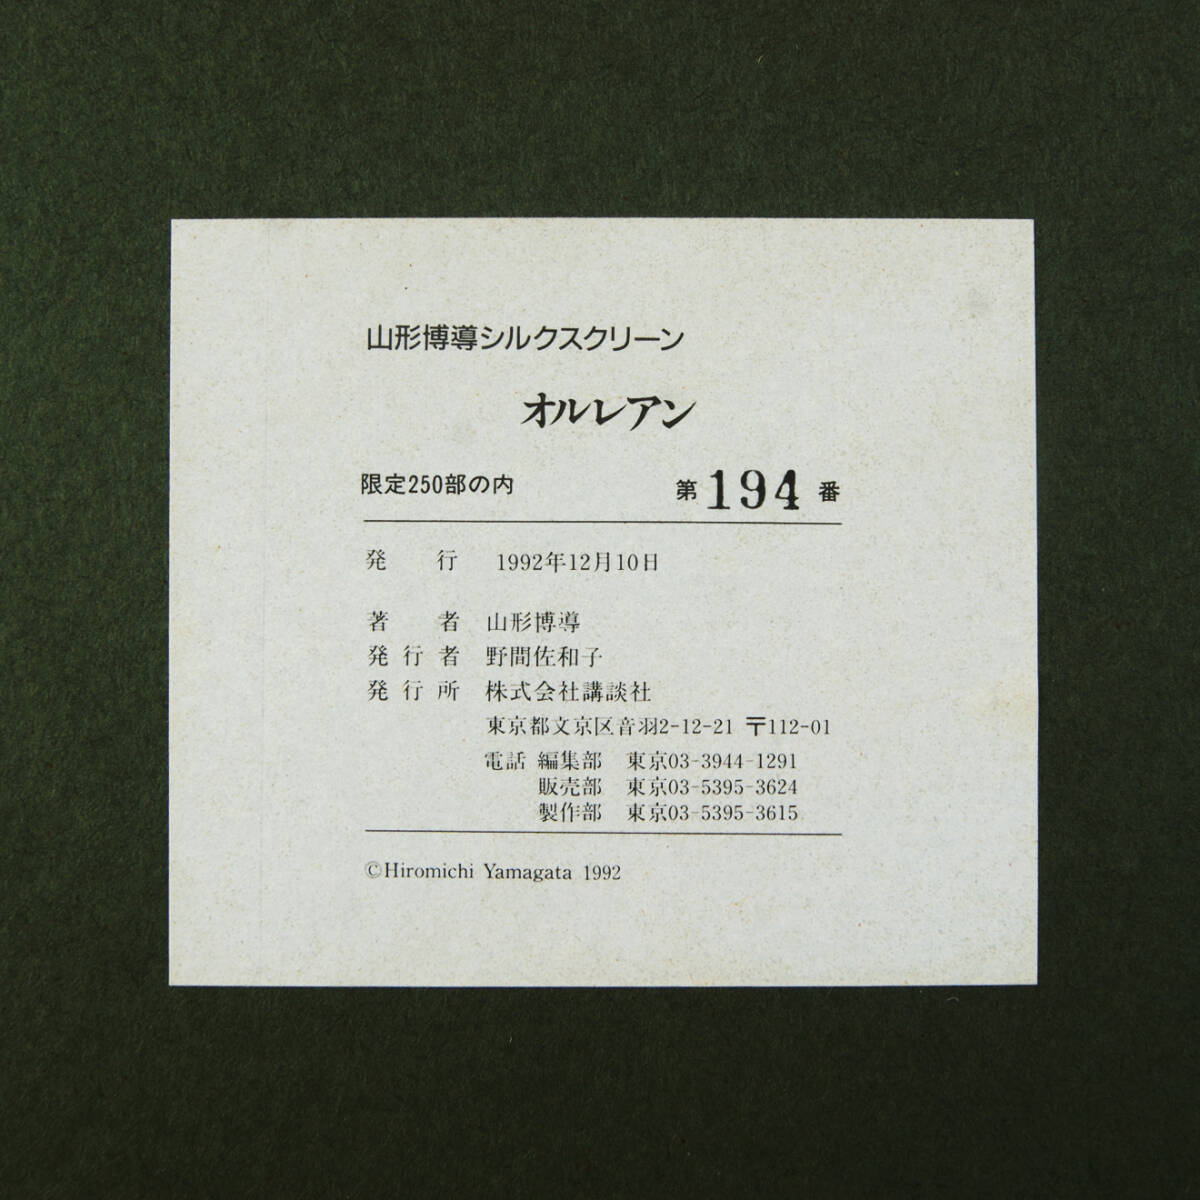 山形博導シルクスクリーン
オルレアン
限定250部の内 第194番
発行 1992年12月10日
著者 山形博導
発行者 野間佐和子
発行所 株式会社講談社
東京都文京区音羽2-12-21 〒112-01
電話 編集部 東京03-3944-1291
販売部 東京03-5395-3624
製作部 東京03-5395-3615
©Hiromichi Yamagata 1992